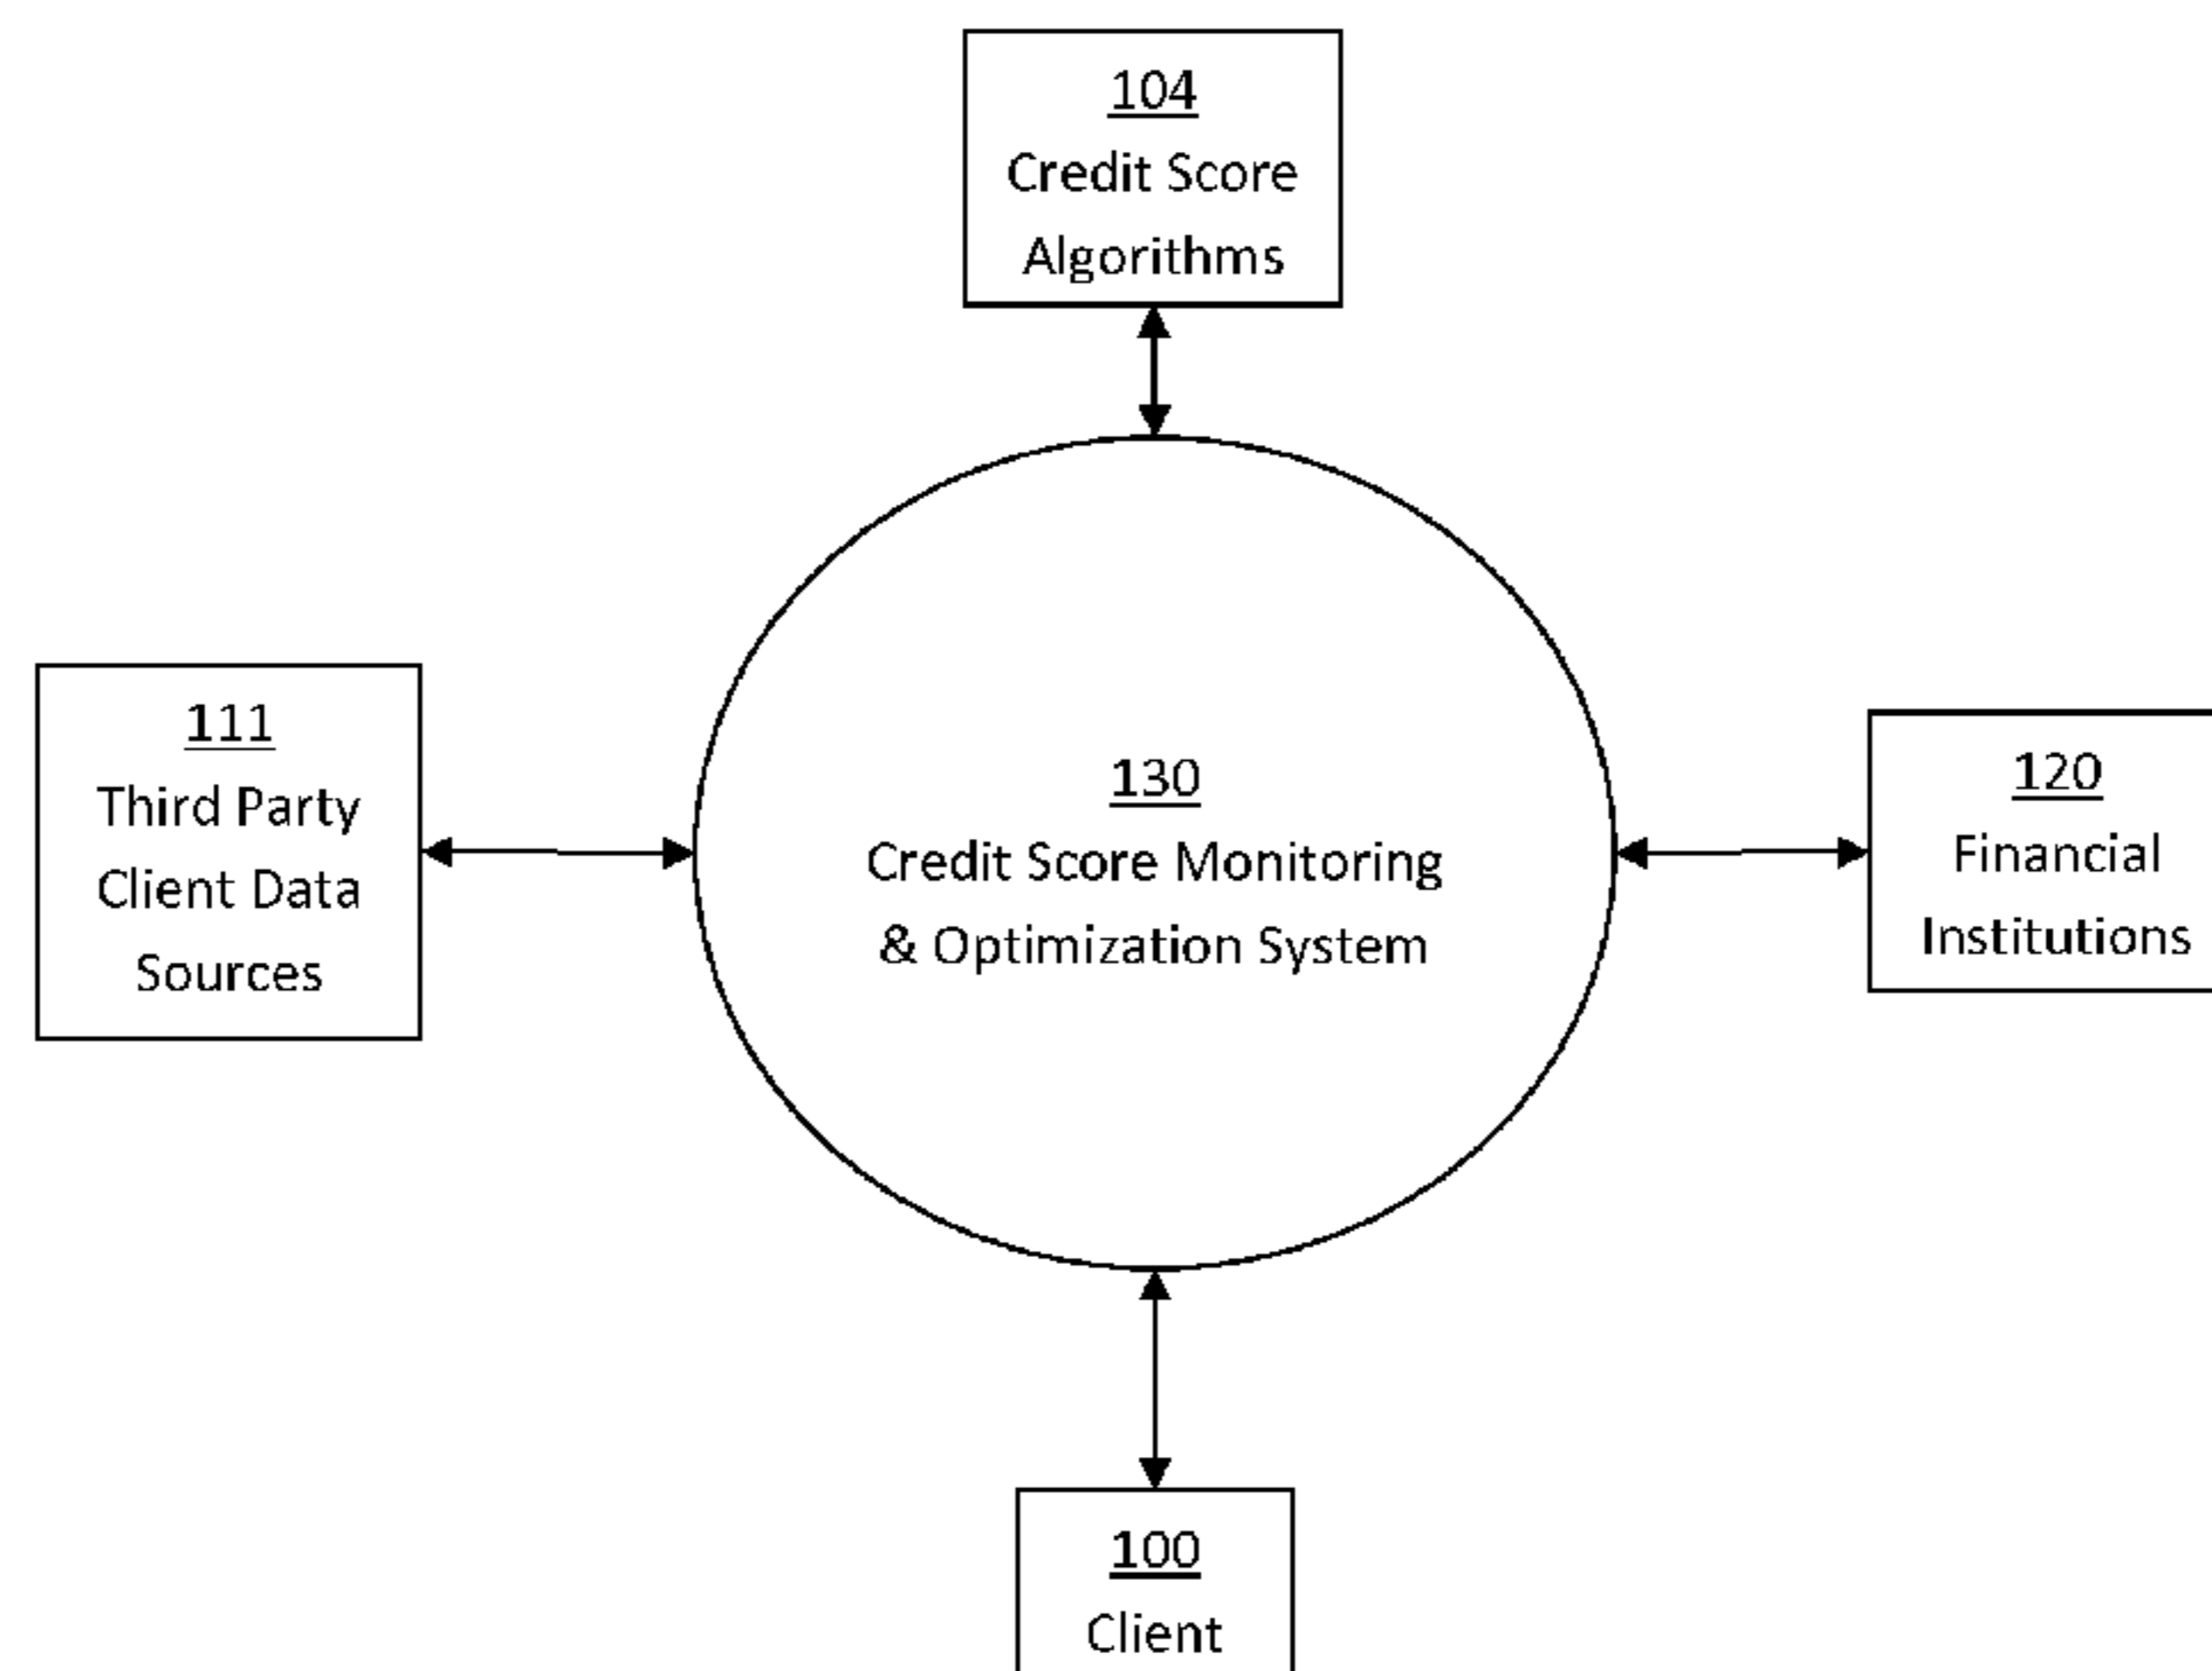 104
Credit Score
Algorithms
111
Third Party
Client Data
Sources
130
Credit Score Monitoring
& Optimization System
120
Financial
Institutions
100
Client